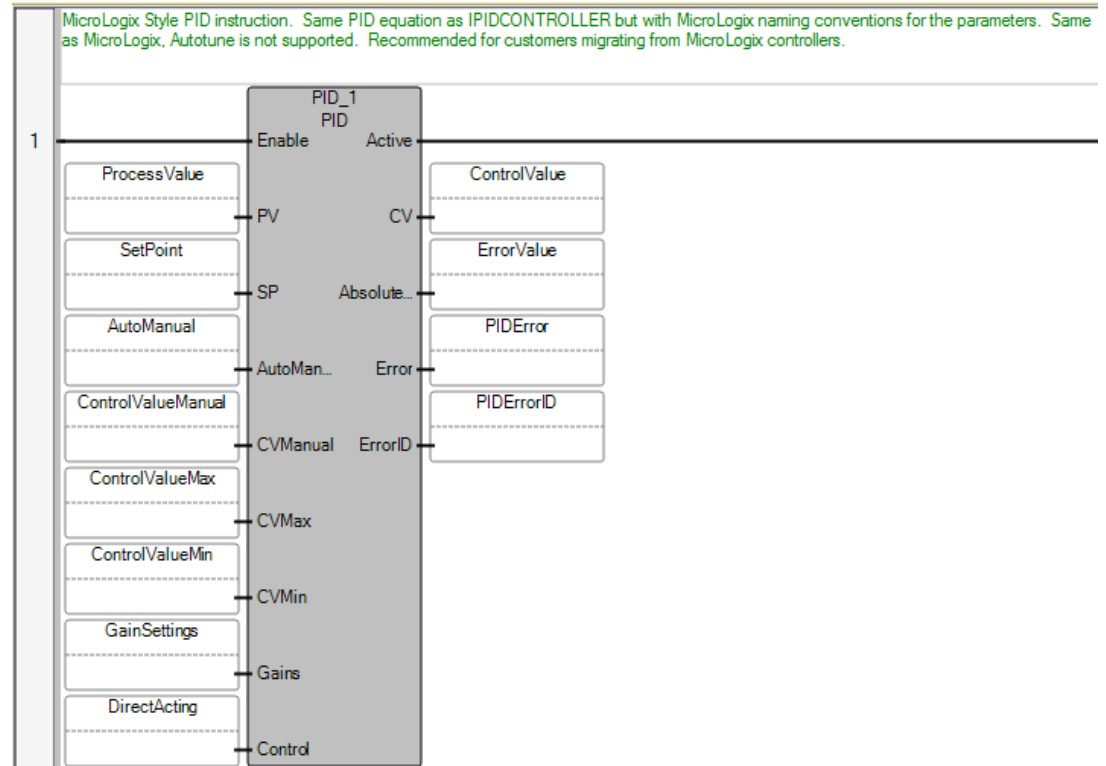 MicroLogix Style PID instruction.  Same PID equation as IPIDCONTROLLER but with MicroLogix naming conventions for the parameters.  Same
as MicroLogix, Autotune is not supported.  Recommended for customers migrating from MicroLogix controllers.
PID_1
PID
1
Enable Active
ProcessValue ControlValue
PV CV
SetPoint ErrorValue
SP Absolute...
AutoManual PIDError
AutoMan... Error
ControlValueManual PIDErrorID
CVManual ErrorID
ControlValueMax
CVMax
ControlValueMin
CVMin
GainSettings
Gains
DirectActing
Control